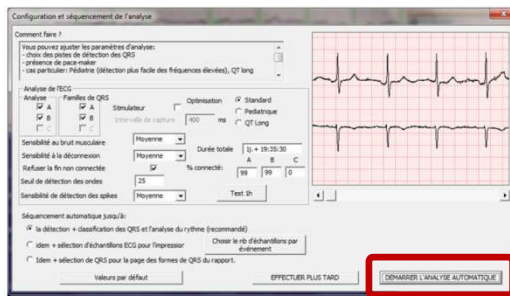 Configuration et séquencement de l'analyse
Comment faire ?
Vous pouvez ajuster les paramètres d'analyse:
- choix des pistes de détection des QRS
- présence de pace-maker
- cas particulier: Pédiatrie (détection plus facile des fréquences élevées), QT long
Analyse de l'ECG
Analyse Familles de QRS
A A Stimulateur Optimisation Standard
B B Intervalle de capture 400 ms Pediatrique
C C QT Long
Sensibilité au bruit musculaire Moyenne
Durée totale 1j. + 19:35:30
Sensibilité à la déconnexion Moyenne
A B C
Refuser la fin non connectée % connecté: 99 99 0
Seuil de détection des ondes 25
Sensibilité de détection des spikes Moyenne Test 1h
Séquencement automatique jusqu'à:
la détection + classification des QRS et l'analyse du rythme (recommandé)
idem + sélection d'échantillons ECG pour l'impression Choisir le nb d'échantillons par
événement
Idem + sélection de QRS pour la page des formes de QRS du rapport.
Valeurs par défaut EFFECTUER PLUS TARD DEMARRER L'ANALYSE AUTOMATIQUE